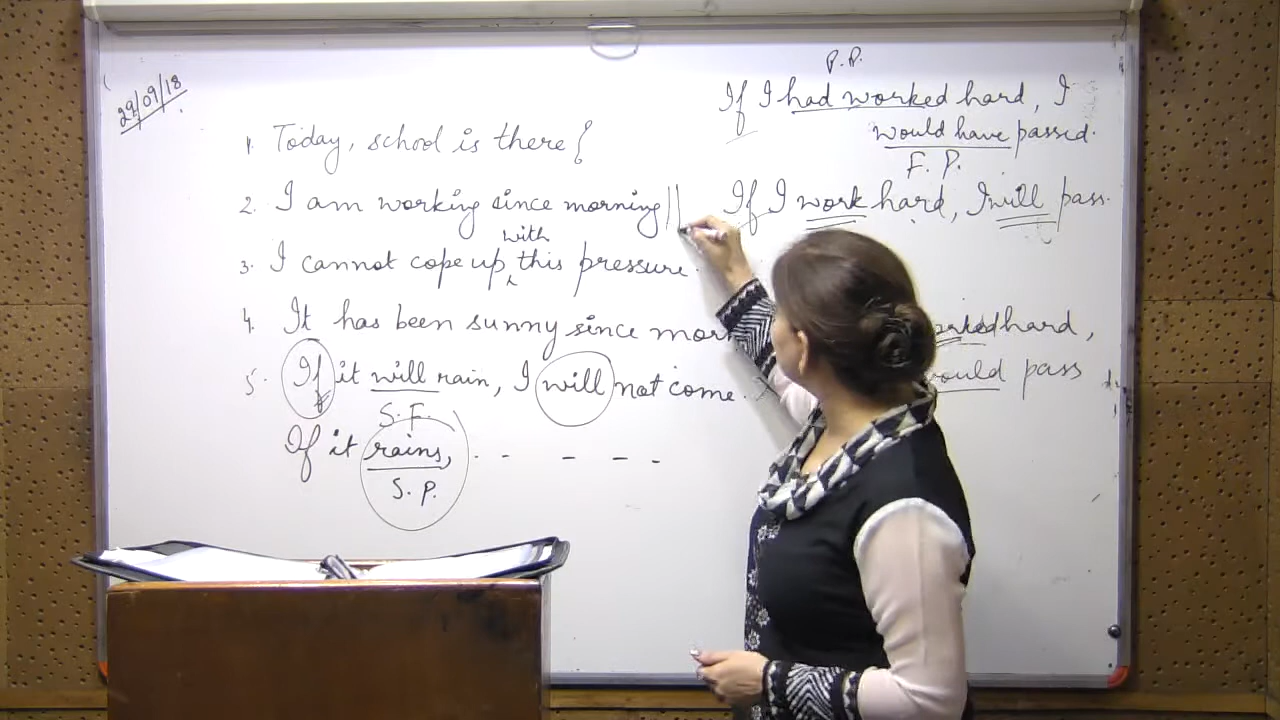 29/09/18
1. Today, school is there {
2. I am working since morning ||
with
3. I cannot cope up ^ this pressure.
4. It has been sunny since
5. If it will rain, I will not come.
S.F.
If it rains, - - - - -
S.P.
P.P.
If I had worked hard, I
would have passed.
F.P.
If I work hard, I will pass.
hard,
would pass